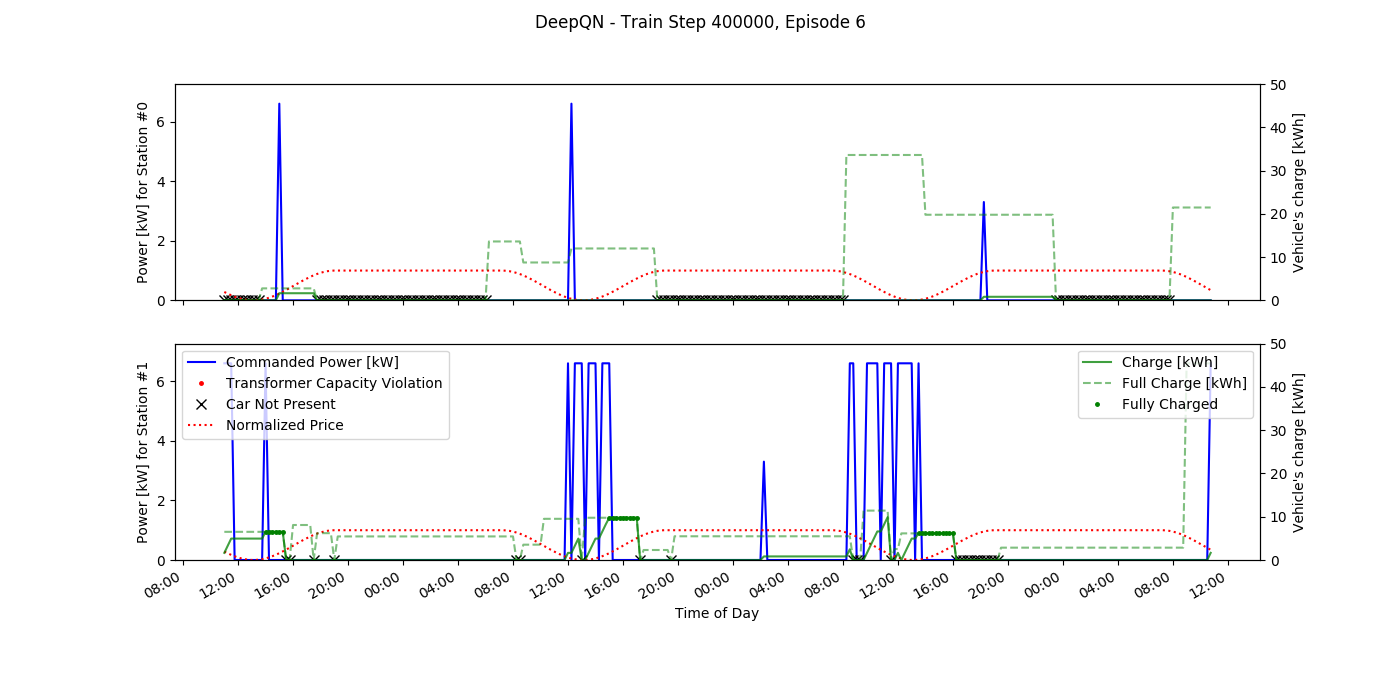 DeepQN - Train Step 400000, Episode 6
Power [kW] for Station #0
0
2
4
6
0
10
20
30
40
50
Vehicle's charge [kWh]
Power [kW] for Station #1
0
2
4
6
Commanded Power [kW]
Transformer Capacity Violation
Car Not Present
Normalized Price
Charge [kWh]
Full Charge [kWh]
Fully Charged
0
10
20
30
40
50
Vehicle's charge [kWh]
08:00 12:00 16:00 20:00 00:00 04:00 08:00 12:00 16:00 20:00 00:00 04:00 08:00 12:00 16:00 20:00 00:00 04:00 08:00 12:00
Time of Day